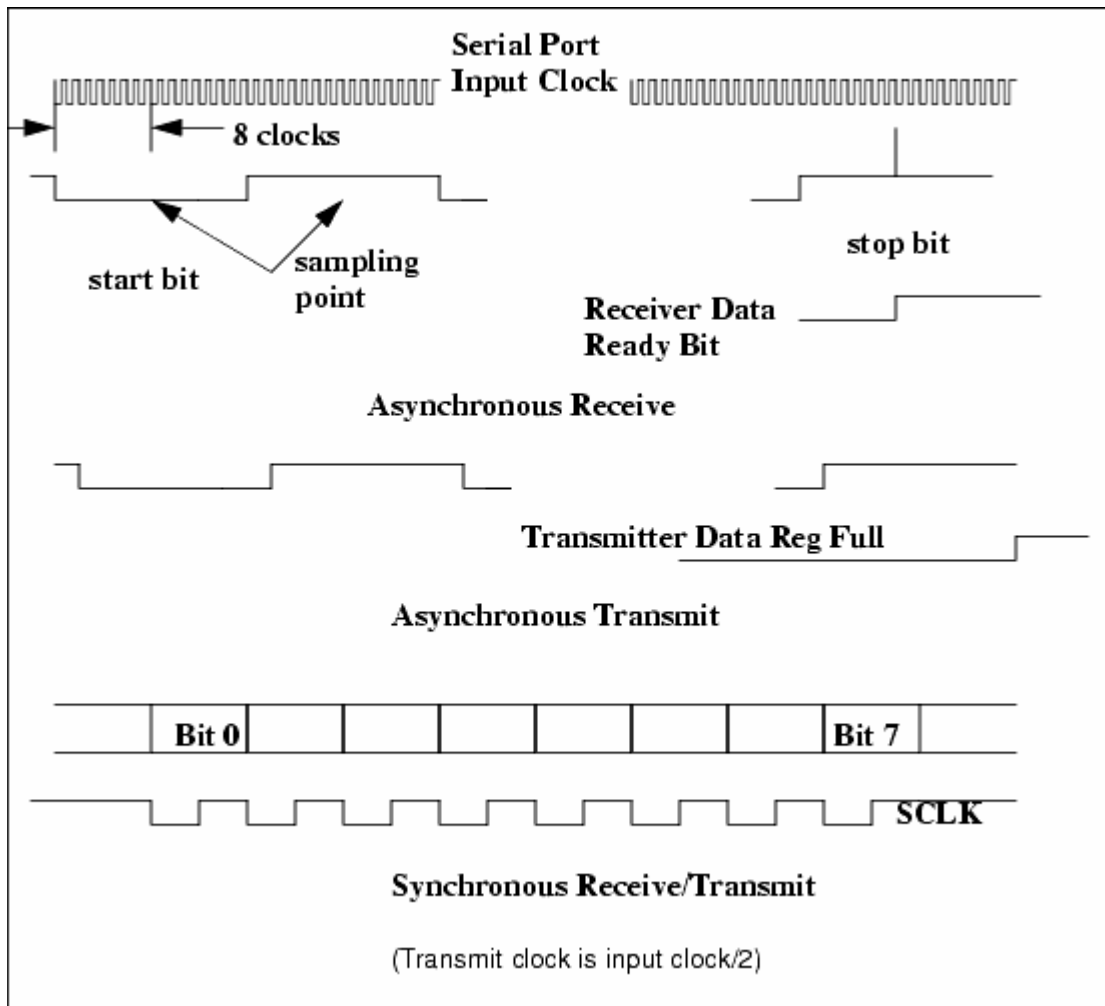 Serial Port
Input Clock
8 clocks
start bit
sampling
point
stop bit
Receiver Data
Ready Bit
Asynchronous Receive
Transmitter Data Reg Full
Asynchronous Transmit
Bit 0
Bit 7
SCLK
Synchronous Receive/Transmit
(Transmit clock is input clock/2)